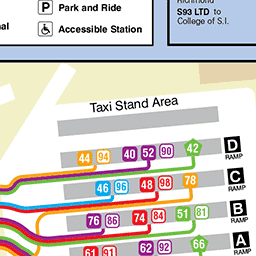 Richmond
P Park and Ride
S93 LTD to
College of S.I.
Accessible Station
Taxi Stand Area
44 94 40 52 90 42 D
RAMP
46 96 48 98 78 C
RAMP
76 86 74 84 51 81 B
RAMP
61 91 62 92 66 A
RAMP